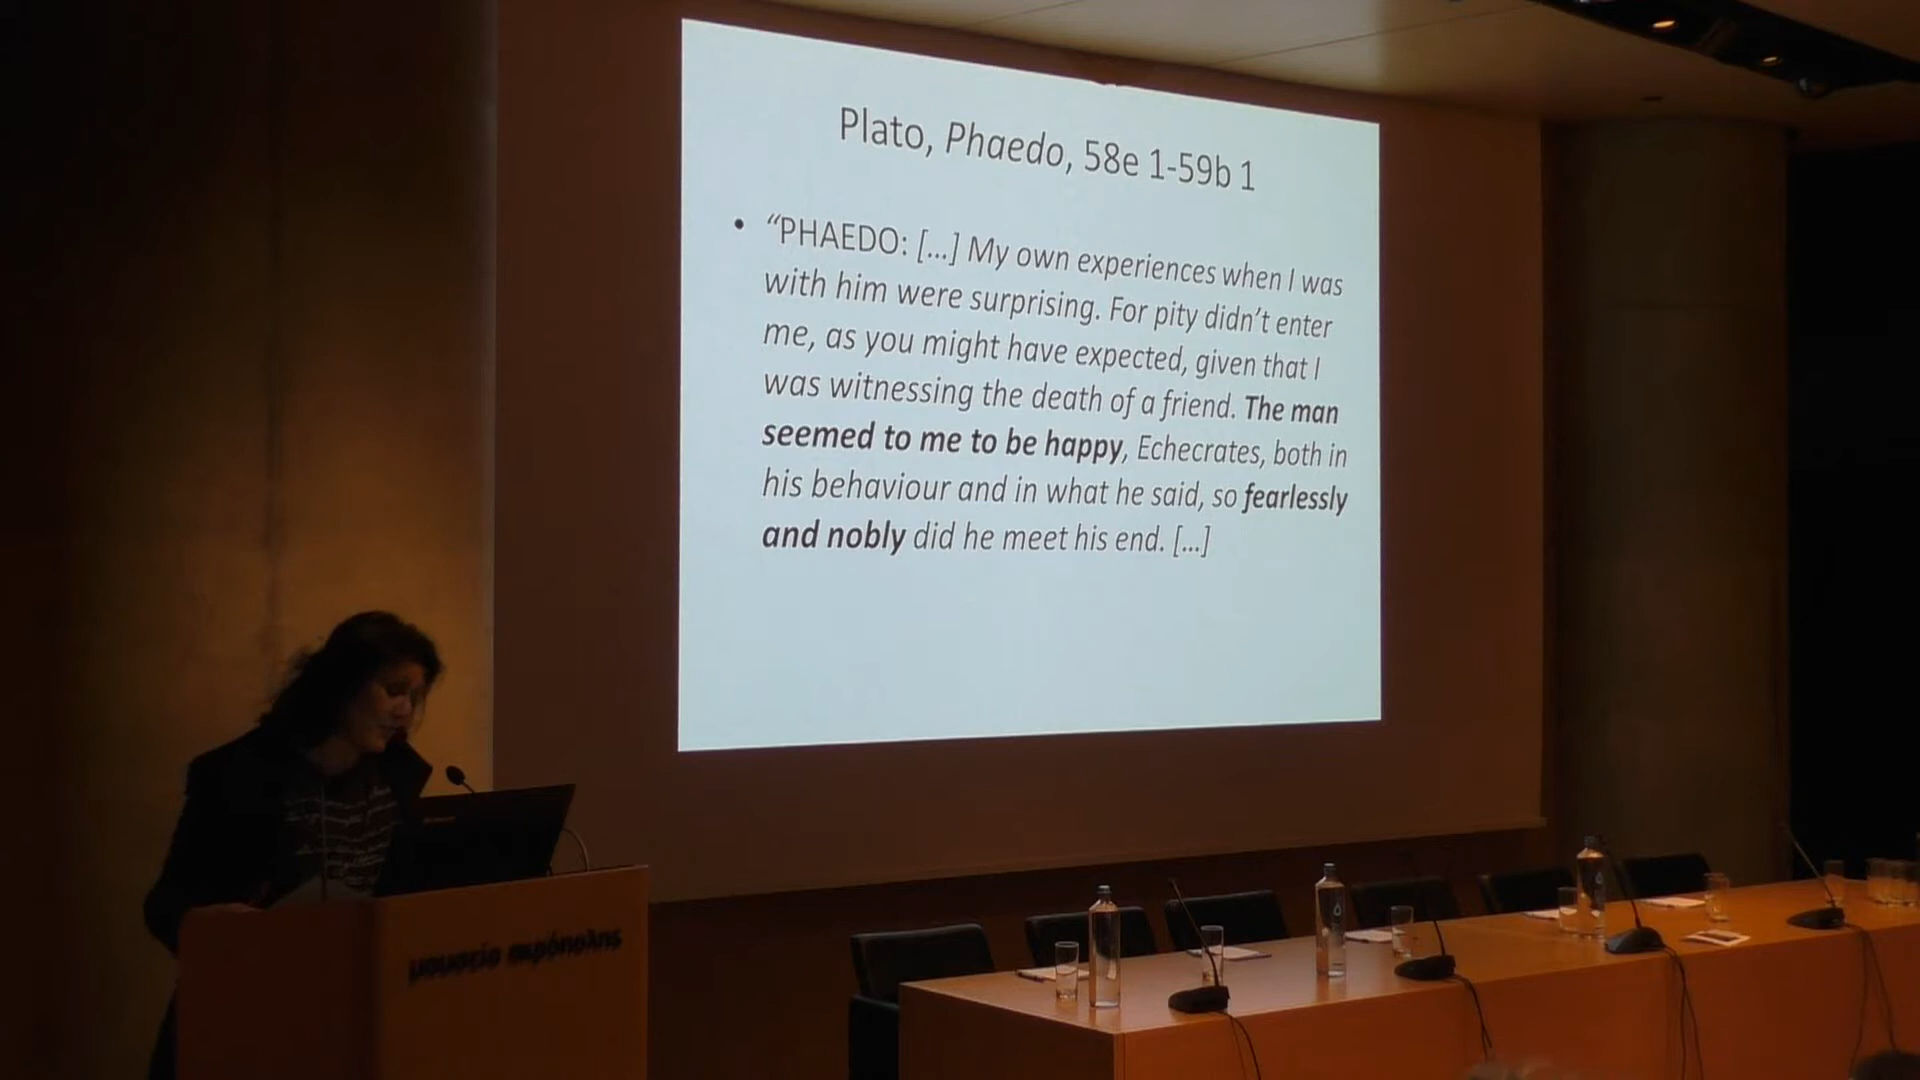 Plato, Phaedo, 58e 1-59b 1
• “PHAEDO: [...] My own experiences when I was
with him were surprising. For pity didn’t enter
me, as you might have expected, given that I
was witnessing the death of a friend. The man
seemed to me to be happy, Echecrates, both in
his behaviour and in what he said, so fearlessly
and nobly did he meet his end. [...]
μουσείο ακρόπολης